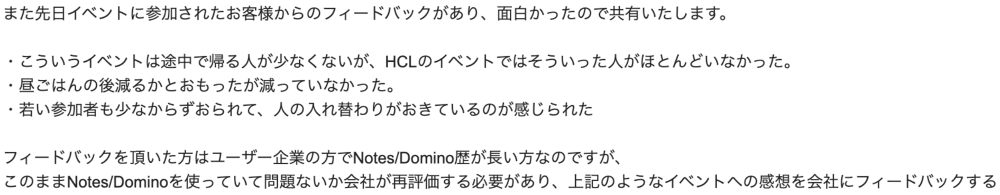 また先日イベントに参加されたお客様からのフィードバックがあり、面白かったので共有いたします。
・こういうイベントは途中で帰る人が少なくないが、HCLのイベントではそういった人がほとんどいなかった。
・昼ごはんの後減るかとおもったが減っていなかった。
・若い参加者も少なからずおられて、人の入れ替わりがおきているのが感じられた
フィードバックを頂いた方はユーザー企業の方でNotes/Domino歴が長い方なのですが、
このままNotes/Dominoを使っていて問題ないか会社が再評価する必要があり、上記のようなイベントへの感想を会社にフィードバックする